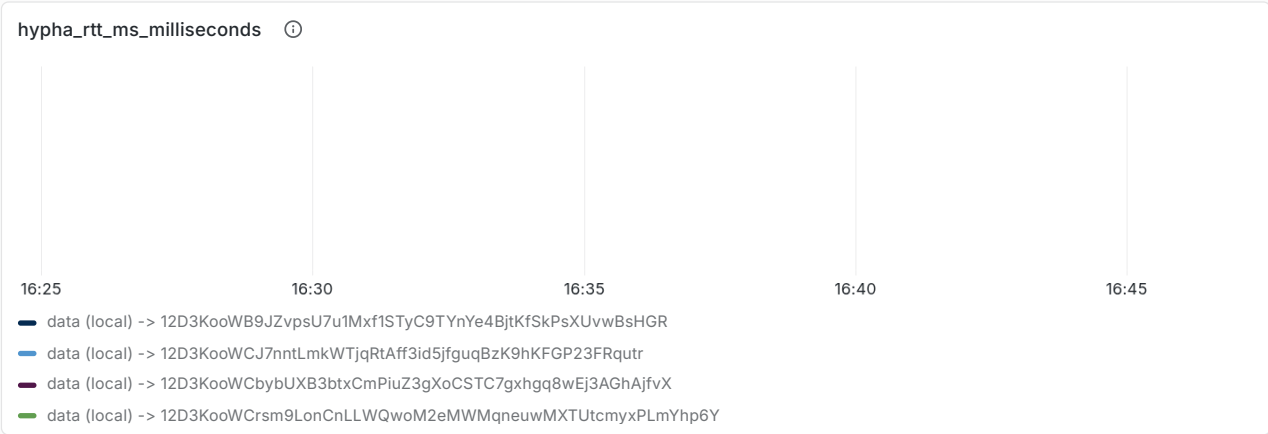 hypha_rtt_ms_milliseconds
16:25 16:30 16:35 16:40 16:45
data (local) -> 12D3KooWB9JZvpsU7u1Mxf1STyC9TYnYe4BjtKfSkPsXUvwBsHGR
data (local) -> 12D3KooWCJ7nntLmkWTjqRtAff3id5jfguqBzK9hKFGP23FRqutr
data (local) -> 12D3KooWCbybUXB3btxCmPiuZ3gXoCSTC7gxhgq8wEj3AGhAjfvX
data (local) -> 12D3KooWCrsm9LonCnLLWQwoM2eMWMqneuwMXTUtcmyxPLmYhp6Y